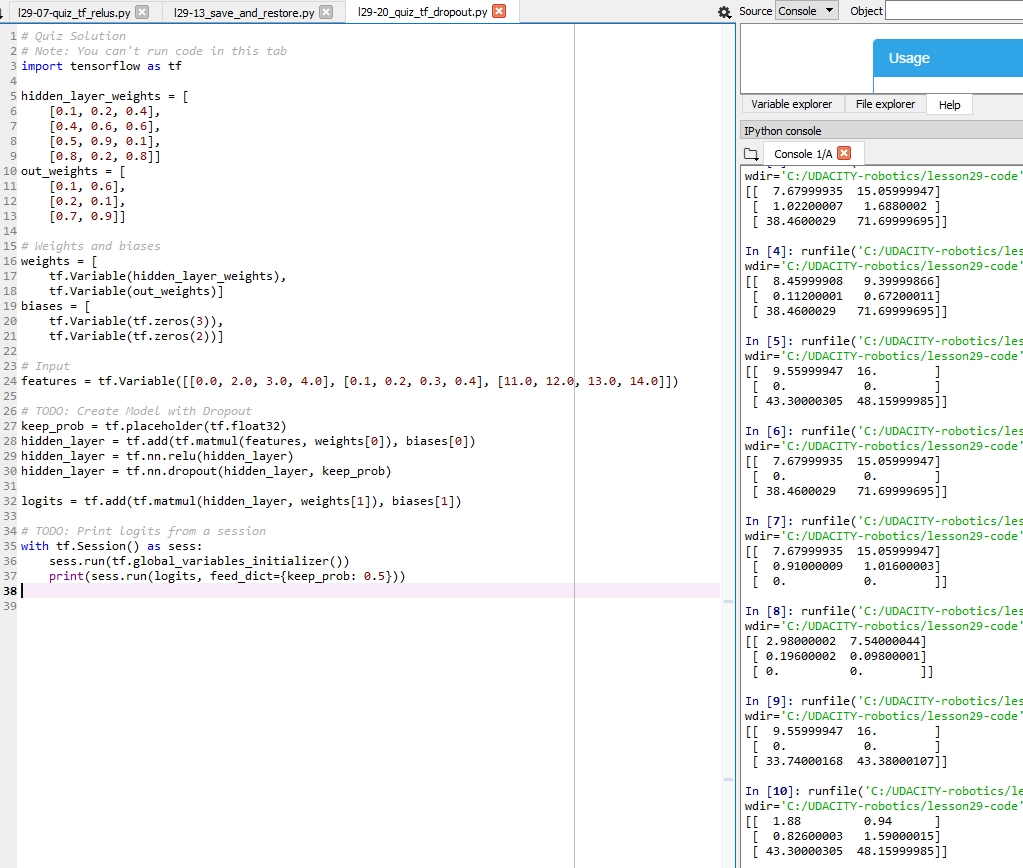 l29-07-quiz_tf_relus.py
l29-13_save_and_restore.py
l29-20_quiz_tf_dropout.py
1 # Quiz Solution
2 # Note: You can't run code in this tab
3 import tensorflow as tf
4
5 hidden_layer_weights = [
6     [0.1, 0.2, 0.4],
7     [0.4, 0.6, 0.6],
8     [0.5, 0.9, 0.1],
9     [0.8, 0.2, 0.8]]
10 out_weights = [
11     [0.1, 0.6],
12     [0.2, 0.1],
13     [0.7, 0.9]]
14
15 # Weights and biases
16 weights = [
17     tf.Variable(hidden_layer_weights),
18     tf.Variable(out_weights)]
19 biases = [
20     tf.Variable(tf.zeros(3)),
21     tf.Variable(tf.zeros(2))]
22
23 # Input
24 features = tf.Variable([[0.0, 2.0, 3.0, 4.0], [0.1, 0.2, 0.3, 0.4], [11.0, 12.0, 13.0, 14.0]])
25
26 # TODO: Create Model with Dropout
27 keep_prob = tf.placeholder(tf.float32)
28 hidden_layer = tf.add(tf.matmul(features, weights[0]), biases[0])
29 hidden_layer = tf.nn.relu(hidden_layer)
30 hidden_layer = tf.nn.dropout(hidden_layer, keep_prob)
31
32 logits = tf.add(tf.matmul(hidden_layer, weights[1]), biases[1])
33
34 # TODO: Print logits from a session
35 with tf.Session() as sess:
36     sess.run(tf.global_variables_initializer())
37     print(sess.run(logits, feed_dict={keep_prob: 0.5}))
38
39
Source Console Object
Usage
Variable explorer File explorer Help
IPython console
Console 1/A
wdir='C:/UDACITY-robotics/lesson29-code'
[[  7.67999935  15.05999947]
 [  1.02200007   1.6880002 ]
 [ 38.4600029   71.69999695]]
In [4]: runfile('C:/UDACITY-robotics/les
wdir='C:/UDACITY-robotics/lesson29-code'
[[  8.45999908   9.39999866]
 [  0.11200001   0.67200011]
 [ 38.4600029   71.69999695]]
In [5]: runfile('C:/UDACITY-robotics/les
wdir='C:/UDACITY-robotics/lesson29-code'
[[  9.55999947  16.        ]
 [  0.           0.        ]
 [ 43.30000305  48.15999985]]
In [6]: runfile('C:/UDACITY-robotics/les
wdir='C:/UDACITY-robotics/lesson29-code'
[[  7.67999935  15.05999947]
 [  0.           0.        ]
 [ 38.4600029   71.69999695]]
In [7]: runfile('C:/UDACITY-robotics/les
wdir='C:/UDACITY-robotics/lesson29-code'
[[  7.67999935  15.05999947]
 [  0.91000009   1.01600003]
 [  0.           0.        ]]
In [8]: runfile('C:/UDACITY-robotics/les
wdir='C:/UDACITY-robotics/lesson29-code'
[[ 2.98000002  7.54000044]
 [ 0.19600002  0.09800001]
 [ 0.          0.        ]]
In [9]: runfile('C:/UDACITY-robotics/les
wdir='C:/UDACITY-robotics/lesson29-code'
[[  9.55999947  16.        ]
 [  0.           0.        ]
 [ 33.74000168  43.38000107]]
In [10]: runfile('C:/UDACITY-robotics/le
wdir='C:/UDACITY-robotics/lesson29-code'
[[  1.88         0.94      ]
 [  0.82600003   1.59000015]
 [ 43.30000305  48.15999985]]